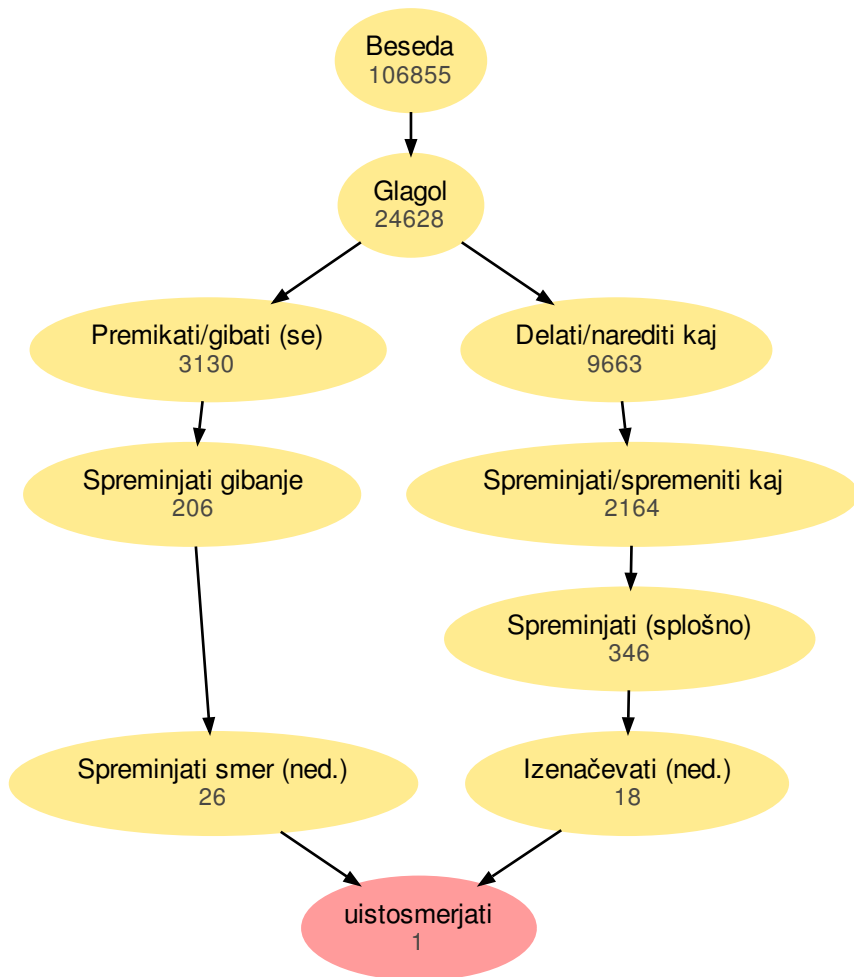 Beseda
106855
Glagol
24628
Premikati/gibati (se)
3130
Delati/narediti kaj
9663
Spreminjati gibanje
206
Spreminjati/spremeniti kaj
2164
Spreminjati (splošno)
346
Spreminjati smer (ned.)
26
Izenačevati (ned.)
18
uistosmerjati
1